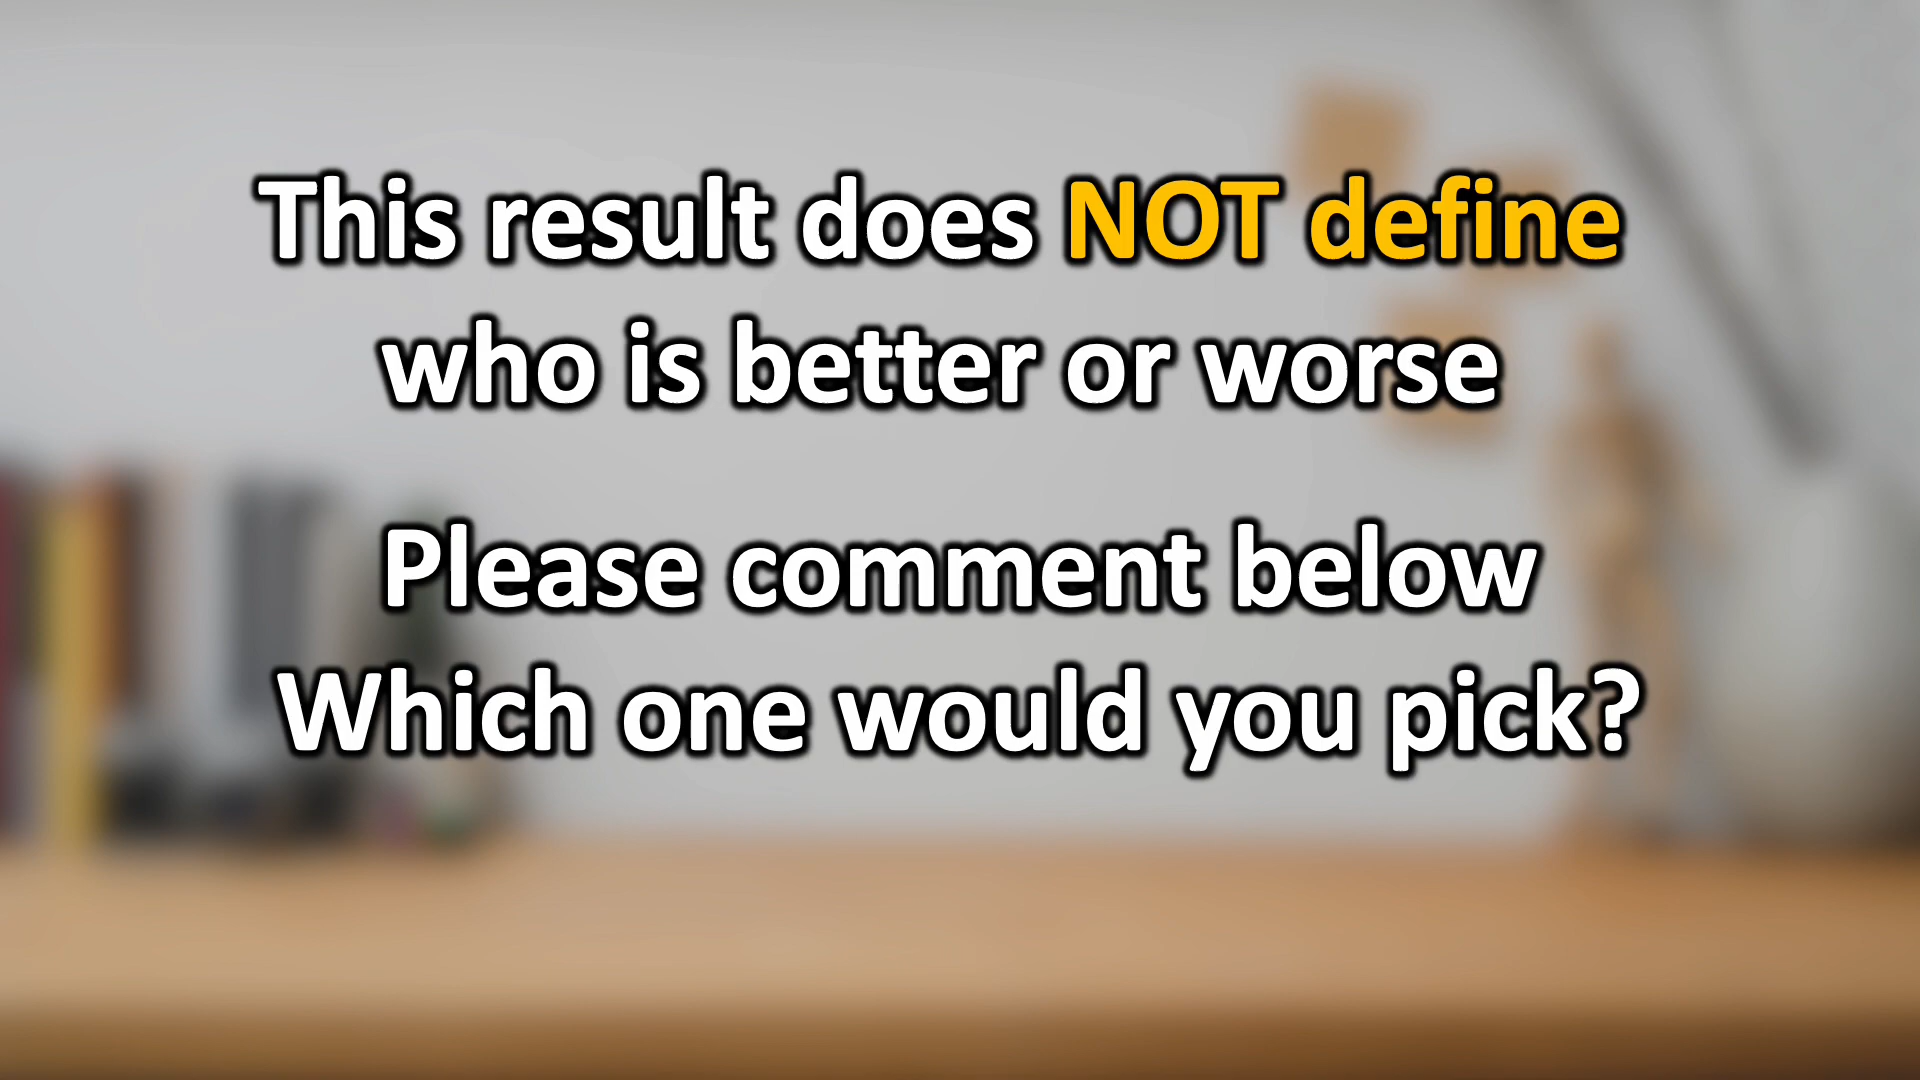 This result does NOT define
who is better or worse
Please comment below
Which one would you pick?